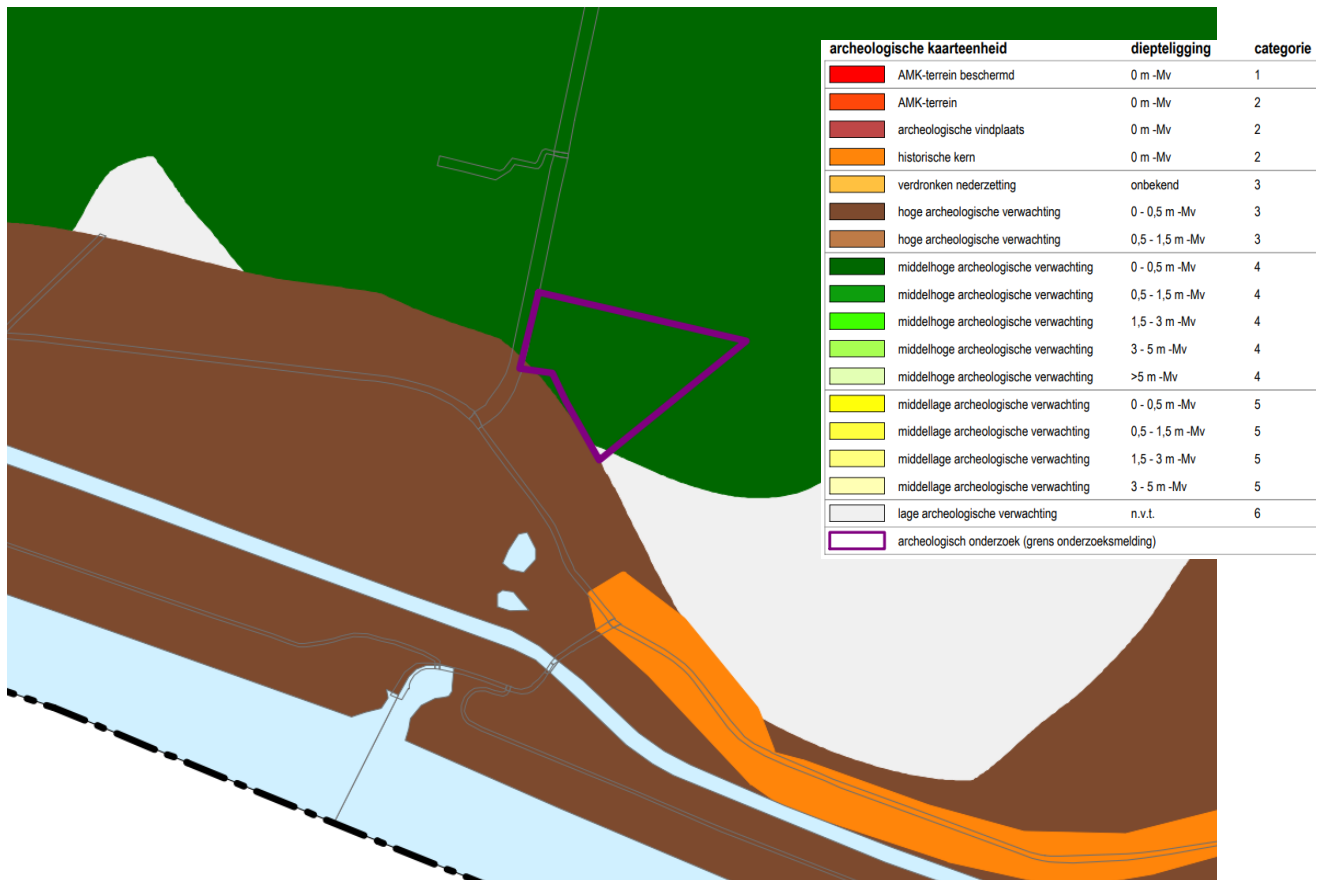 archeologische kaarteenheid diepteligging categorie
AMK-terrein beschermd 0 m -Mv 1
AMK-terrein 0 m -Mv 2
archeologische vindplaats 0 m -Mv 2
historische kern 0 m -Mv 2
verdronken nederzetting onbekend 3
hoge archeologische verwachting 0 - 0,5 m -Mv 3
hoge archeologische verwachting 0,5 - 1,5 m -Mv 3
middelhoge archeologische verwachting 0 - 0,5 m -Mv 4
middelhoge archeologische verwachting 0,5 - 1,5 m -Mv 4
middelhoge archeologische verwachting 1,5 - 3 m -Mv 4
middelhoge archeologische verwachting 3 - 5 m -Mv 4
middelhoge archeologische verwachting >5 m -Mv 4
middellage archeologische verwachting 0 - 0,5 m -Mv 5
middellage archeologische verwachting 0,5 - 1,5 m -Mv 5
middellage archeologische verwachting 1,5 - 3 m -Mv 5
middellage archeologische verwachting 3 - 5 m -Mv 5
lage archeologische verwachting n.v.t. 6
archeologisch onderzoek (grens onderzoeksmelding)